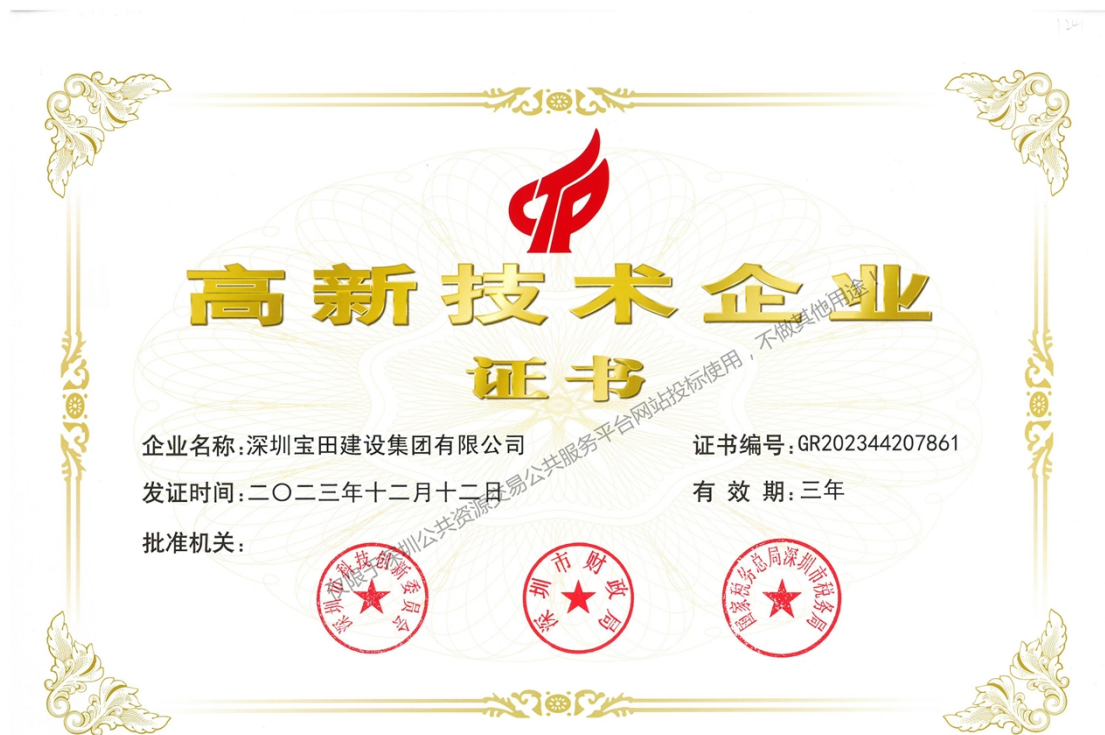 高新技术企业
证书
企业名称:深圳宝田建设集团有限公司
证书编号:GR202344207861
发证时间:二〇二三年十二月十二日
有 效 期:三年
批准机关:
深圳市科技创新委员会
深圳市财政局
国家税务总局深圳市税务局
仅限于深圳公共资源交易公共服务平台网站投标使用，不做其他用途